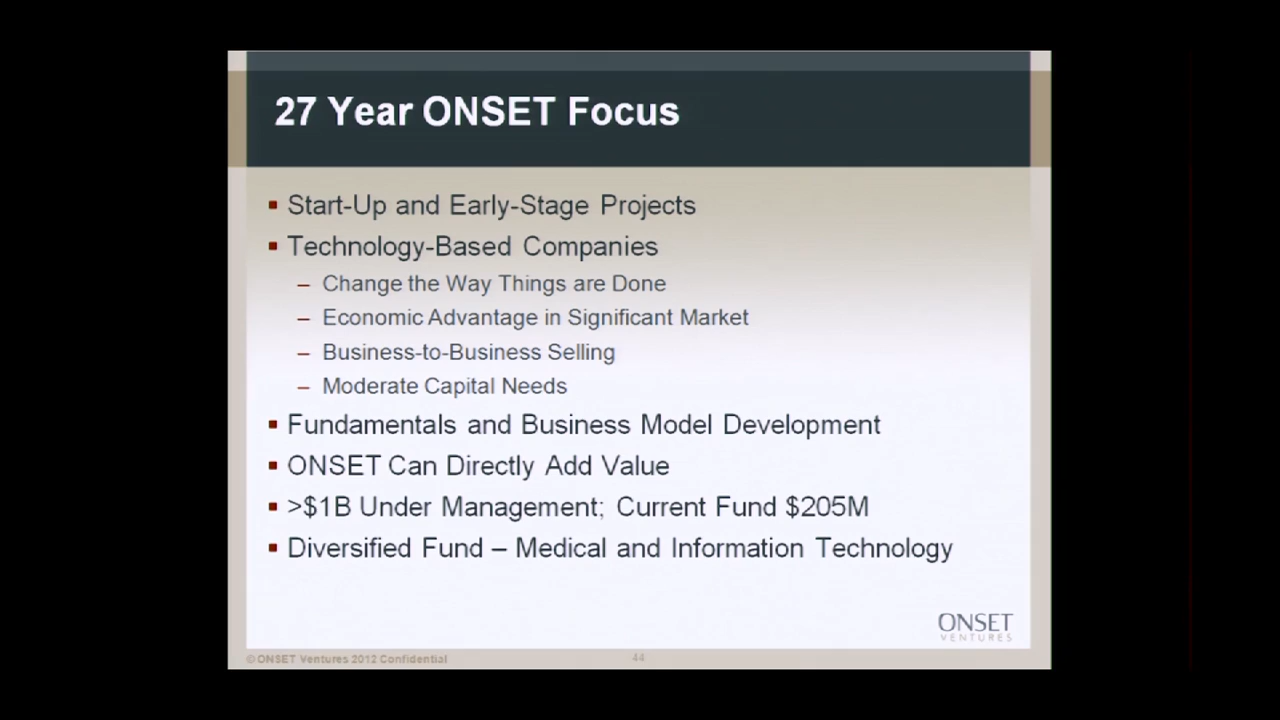 27 Year ONSET Focus
Start-Up and Early-Stage Projects
Technology-Based Companies
– Change the Way Things are Done
– Economic Advantage in Significant Market
– Business-to-Business Selling
– Moderate Capital Needs
Fundamentals and Business Model Development
ONSET Can Directly Add Value
>$1B Under Management; Current Fund $205M
Diversified Fund – Medical and Information Technology
ONSET
VENTURES
© ONSET Ventures 2012 Confidential
44